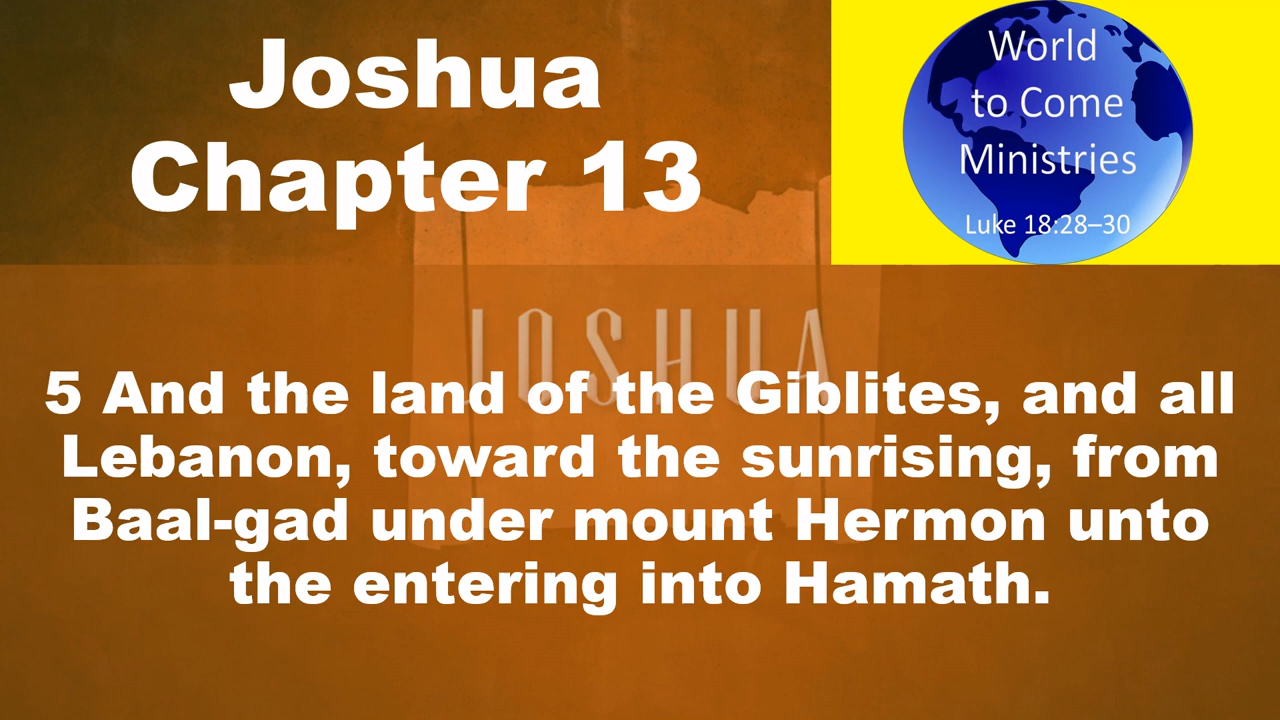 Joshua
Chapter 13
World
to Come
Ministries
Luke 18:28–30
JOSHUA
5 And the land of the Giblites, and all
Lebanon, toward the sunrising, from
Baal-gad under mount Hermon unto
the entering into Hamath.